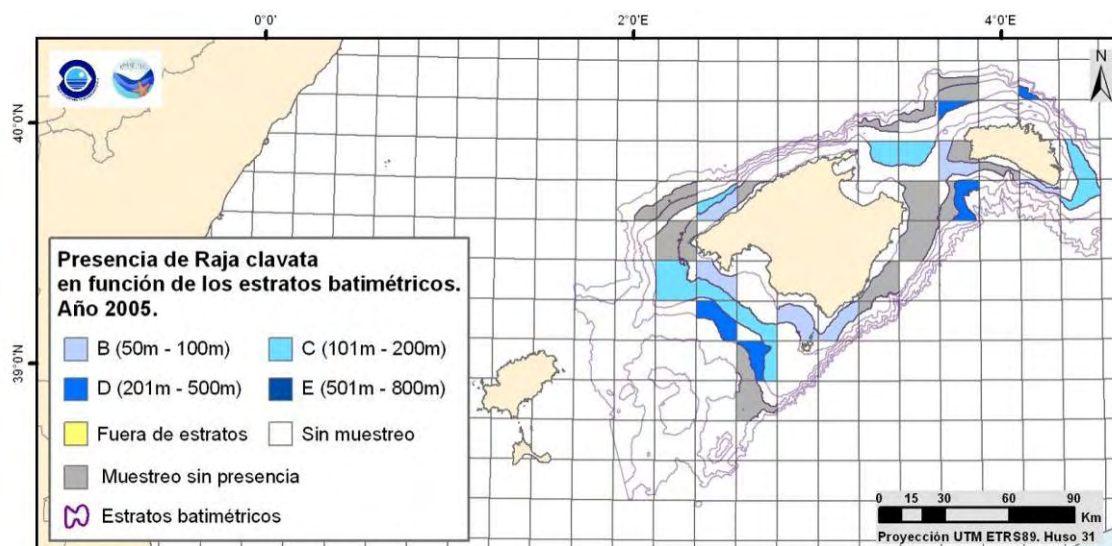 0°0'
2°0'E
4°0'E
N
40°0'N
39°0'N
Presencia de Raja clavata
en función de los estratos batimétricos.
Año 2005.
B (50m - 100m)
C (101m - 200m)
D (201m - 500m)
E (501m - 800m)
Fuera de estratos
Sin muestreo
Muestreo sin presencia
Estratos batimétricos
0 15 30 60 90
Km
Proyección UTM ETRS89. Huso 31